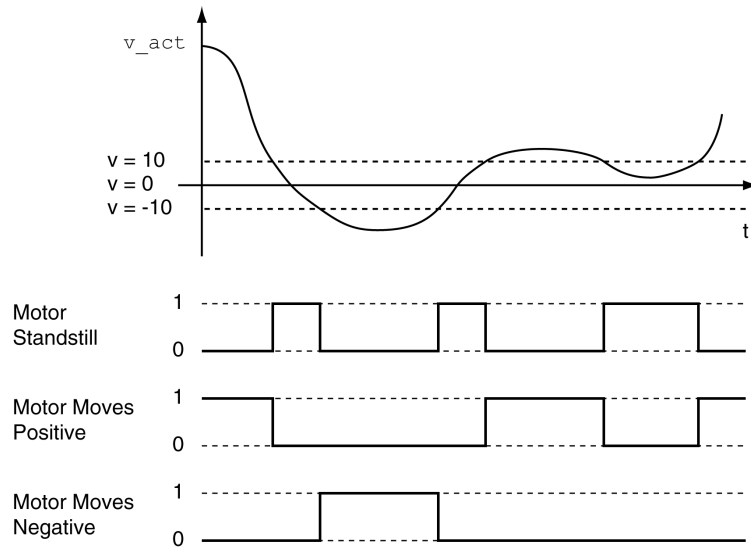 v_act
v = 10
v = 0
v = -10
t
Motor
Standstill
1
0
Motor Moves
Positive
1
0
Motor Moves
Negative
1
0